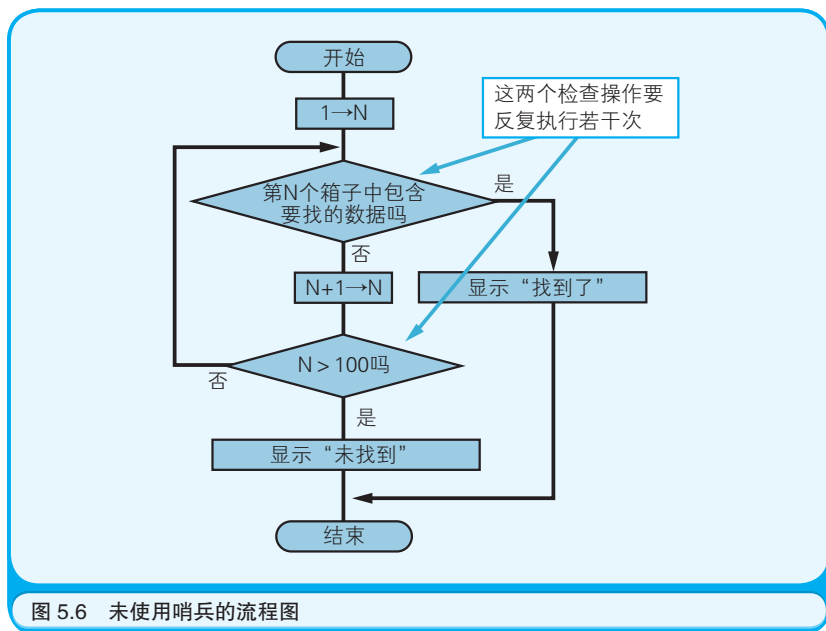 开始
1→N
这两个检查操作要
反复执行若干次
第N个箱子中包含
要找的数据吗
是
否
N+1→N
显示“找到了”
N＞100吗
否
是
显示“未找到”
结束
图 5.6 未使用哨兵的流程图